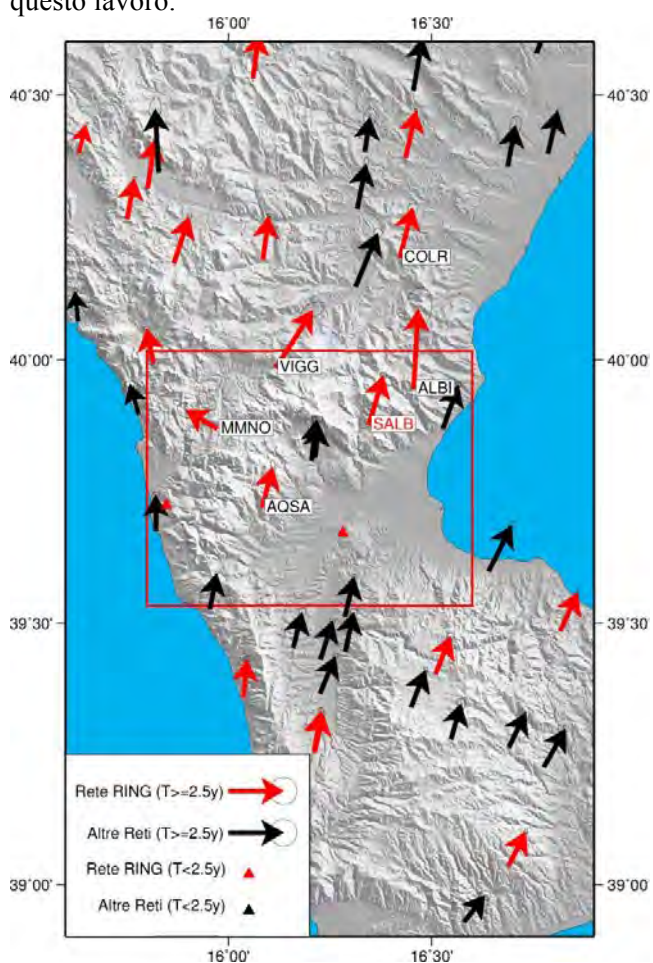 questo lavoro.
16˚00' 16˚30'
40˚30' 40˚30'
COLR
40˚00' 40˚00'
VIGG
ALBI
MMNO
SALB
AQSA
39˚30' 39˚30'
Rete RING (T>=2.5y)
Altre Reti (T>=2.5y)
Rete RING (T<2.5y)
Altre Reti (T<2.5y)
39˚00' 39˚00'
16˚00' 16˚30'